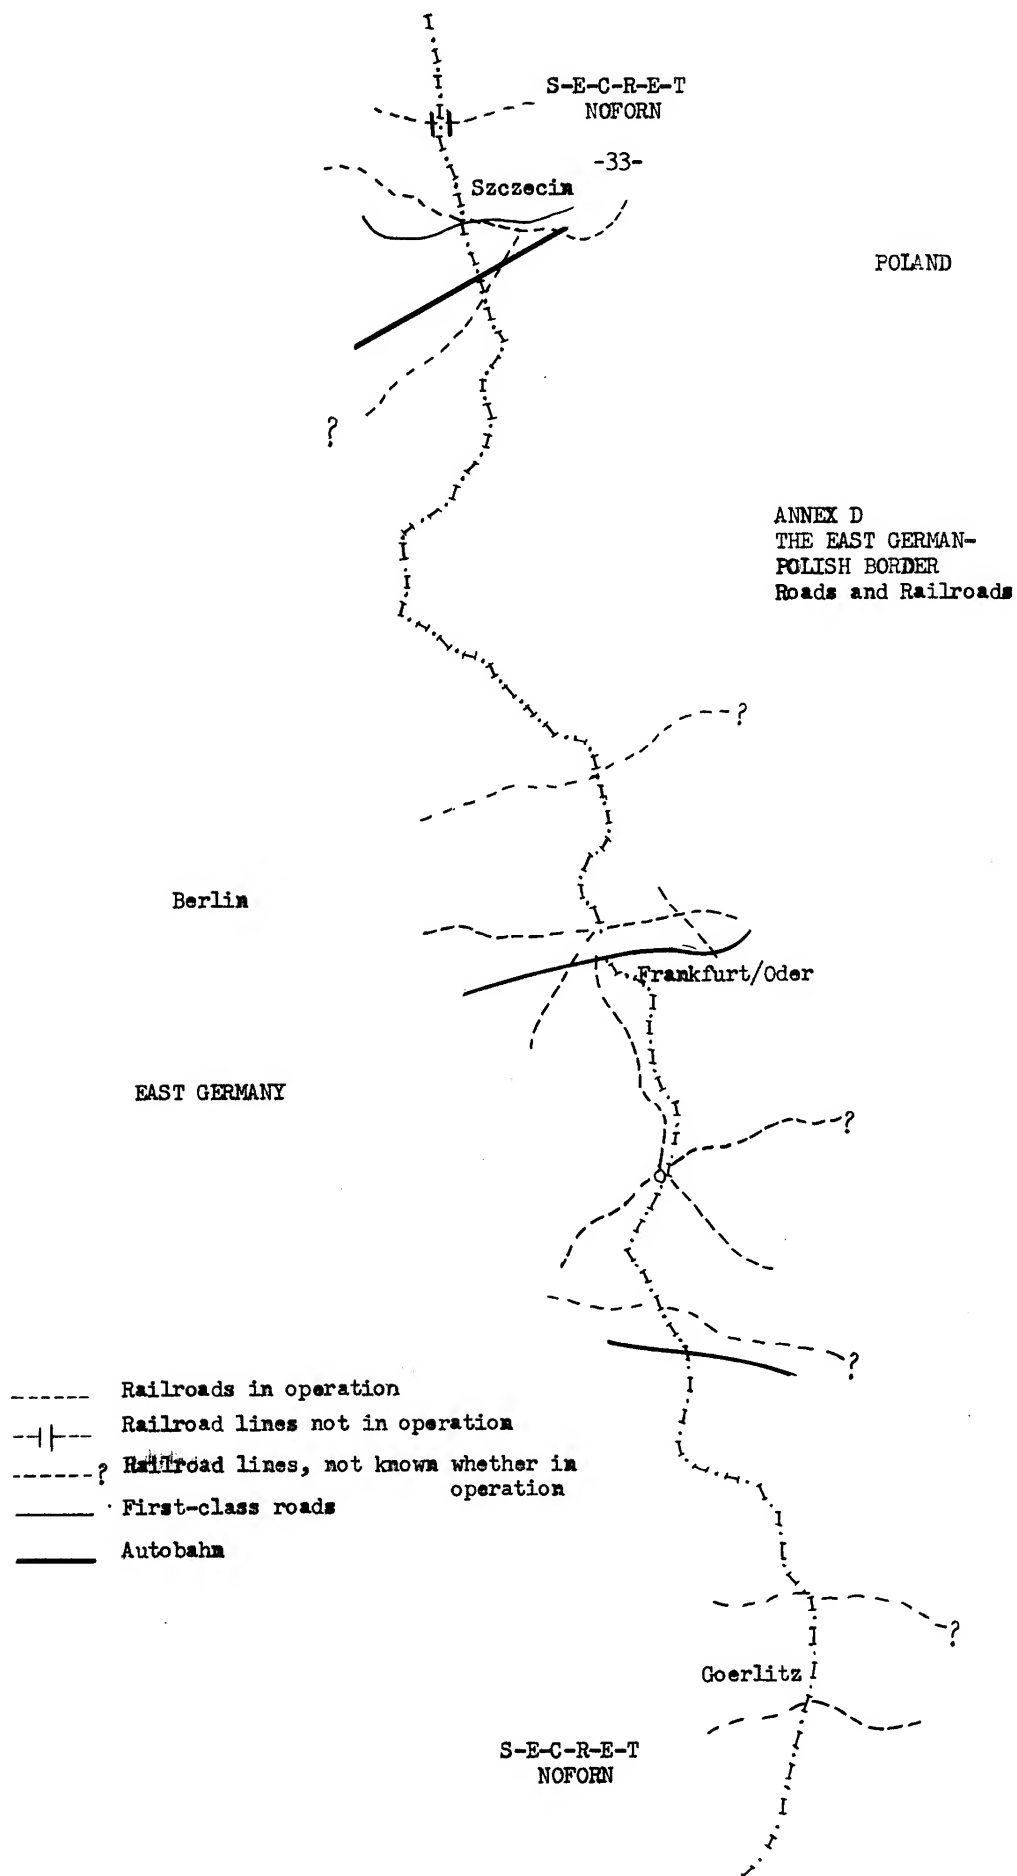 S-E-C-R-E-T
NOFORN
-33-
Szczecin
POLAND
?
ANNEX D
THE EAST GERMAN-
POLISH BORDER
Roads and Railroads
?
Berlin
Frankfurt/Oder
EAST GERMANY
?
?
Railroads in operation
Railroad lines not in operation
? Railroad lines, not known whether in
operation
First-class roads
Autobahn
?
Goerlitz
S-E-C-R-E-T
NOFORN